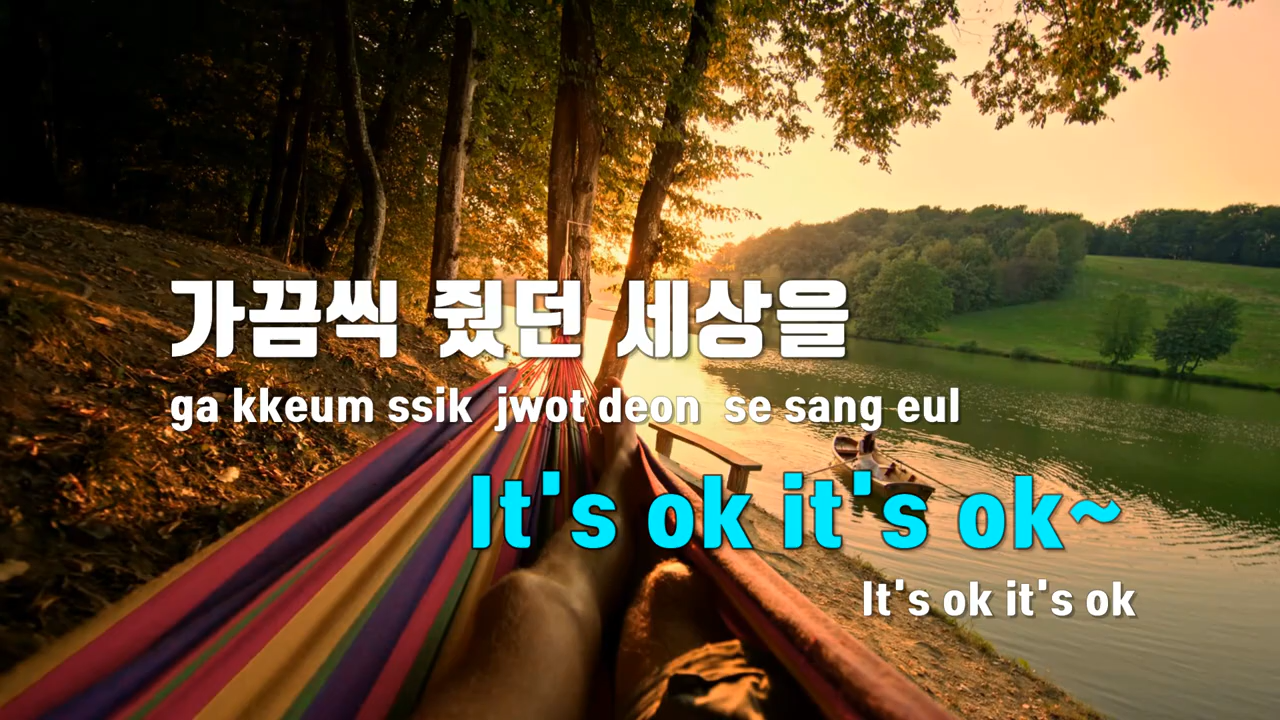 가끔씩 줬던 세상을
ga kkeum ssik jwot deon se sang eul
It's ok it's ok~
It's ok it's ok